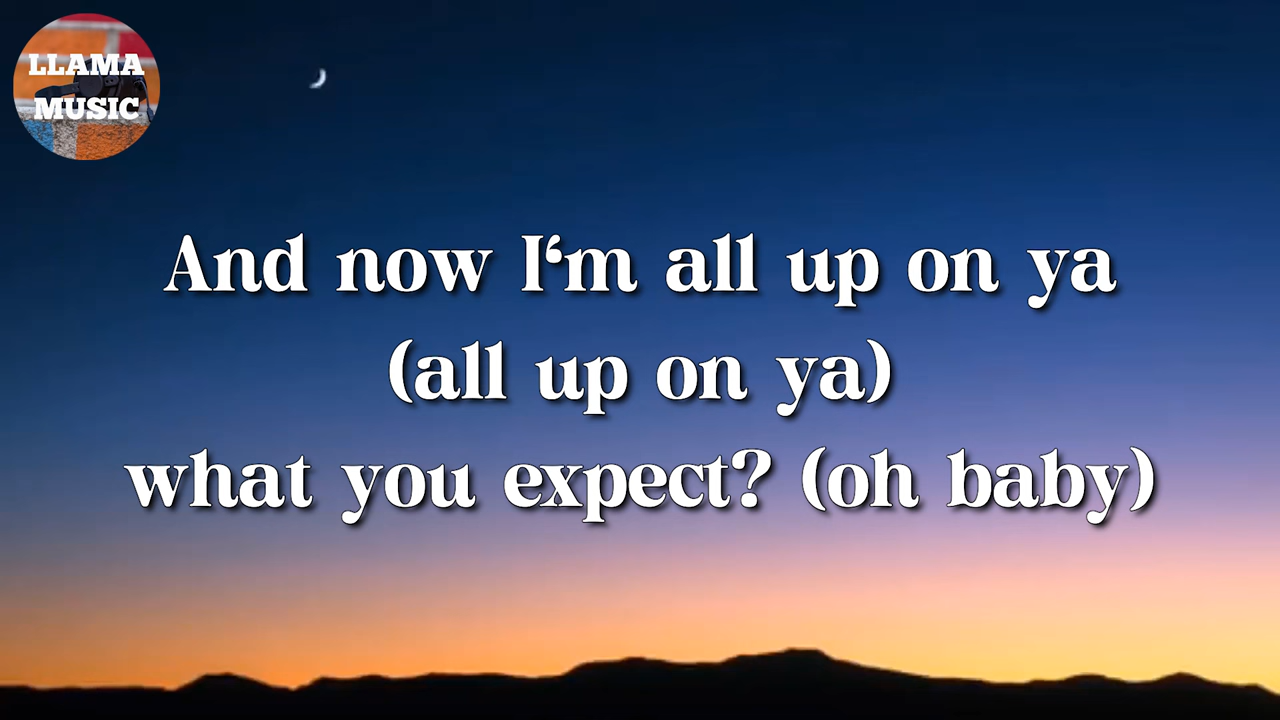 LLAMA
MUSIC
And now I‘m all up on ya
(all up on ya)
what you expect? (oh baby)